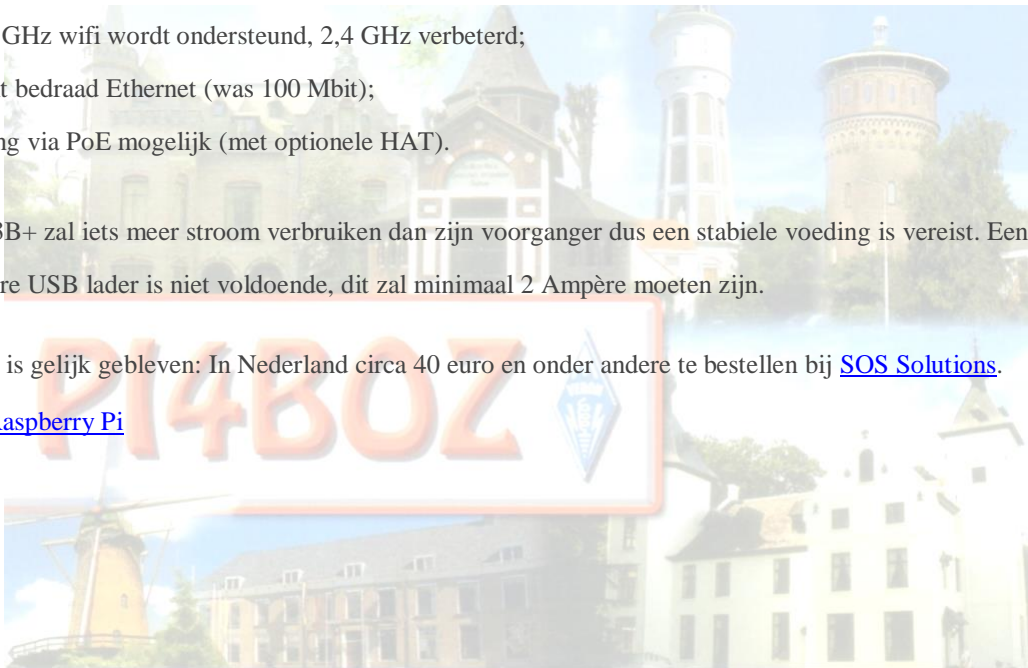 GHz wifi wordt ondersteund, 2,4 GHz verbeterd;
t bedraad Ethernet (was 100 Mbit);
ng via PoE mogelijk (met optionele HAT).
3B+ zal iets meer stroom verbruiken dan zijn voorganger dus een stabiele voeding is vereist. Een
re USB lader is niet voldoende, dit zal minimaal 2 Ampère moeten zijn.
is gelijk gebleven: In Nederland circa 40 euro en onder andere te bestellen bij SOS Solutions.
Raspberry Pi
PI4BOZ